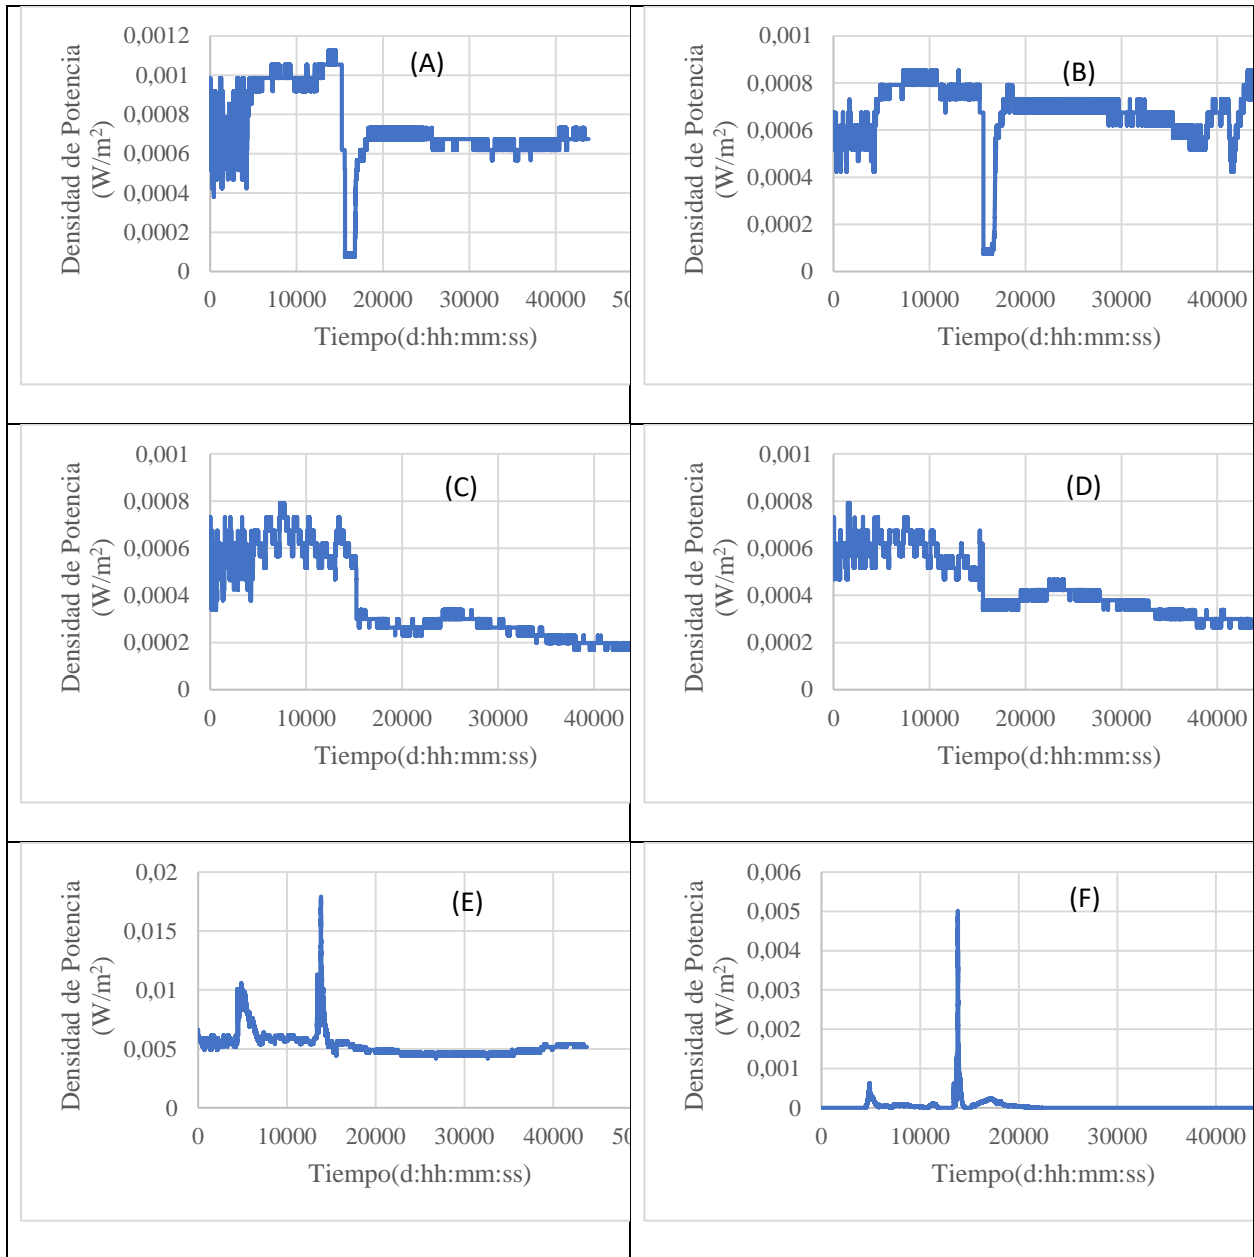 0,0012
0,001
0,0008
0,0006
0,0004
0,0002
0
Densidad de Potencia
(W/m²)
(A)
0 10000 20000 30000 40000 50
Tiempo(d:hh:mm:ss)
0,001
0,0008
0,0006
0,0004
0,0002
0
Densidad de Potencia
(W/m²)
(B)
0 10000 20000 30000 40000
Tiempo(d:hh:mm:ss)
0,001
0,0008
0,0006
0,0004
0,0002
0
Densidad de Potencia
(W/m²)
(C)
0 10000 20000 30000 40000
Tiempo(d:hh:mm:ss)
0,001
0,0008
0,0006
0,0004
0,0002
0
Densidad de Potencia
(W/m²)
(D)
0 10000 20000 30000 40000
Tiempo(d:hh:mm:ss)
0,02
0,015
0,01
0,005
0
Densidad de Potencia
(W/m²)
(E)
0 10000 20000 30000 40000 50
Tiempo(d:hh:mm:ss)
0,006
0,005
0,004
0,003
0,002
0,001
0
Densidad de Potencia
(W/m²)
(F)
0 10000 20000 30000 40000
Tiempo(d:hh:mm:ss)